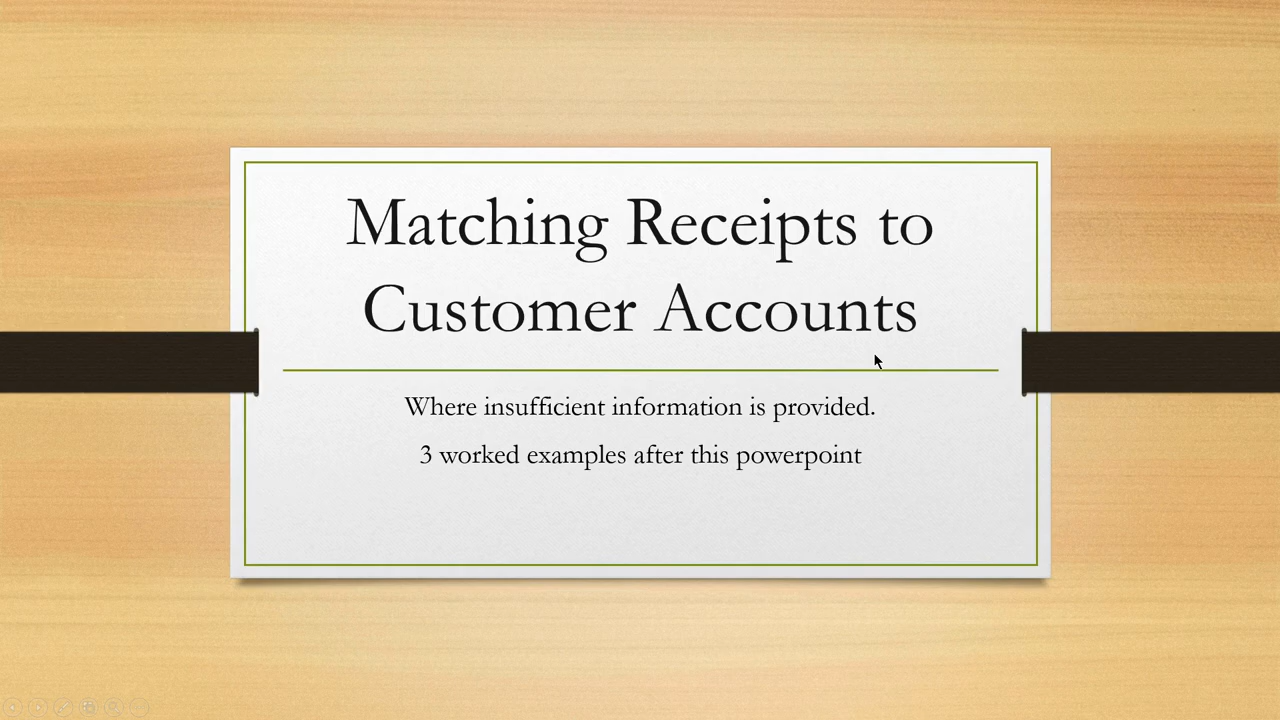 Matching Receipts to
Customer Accounts
Where insufficient information is provided.
3 worked examples after this powerpoint